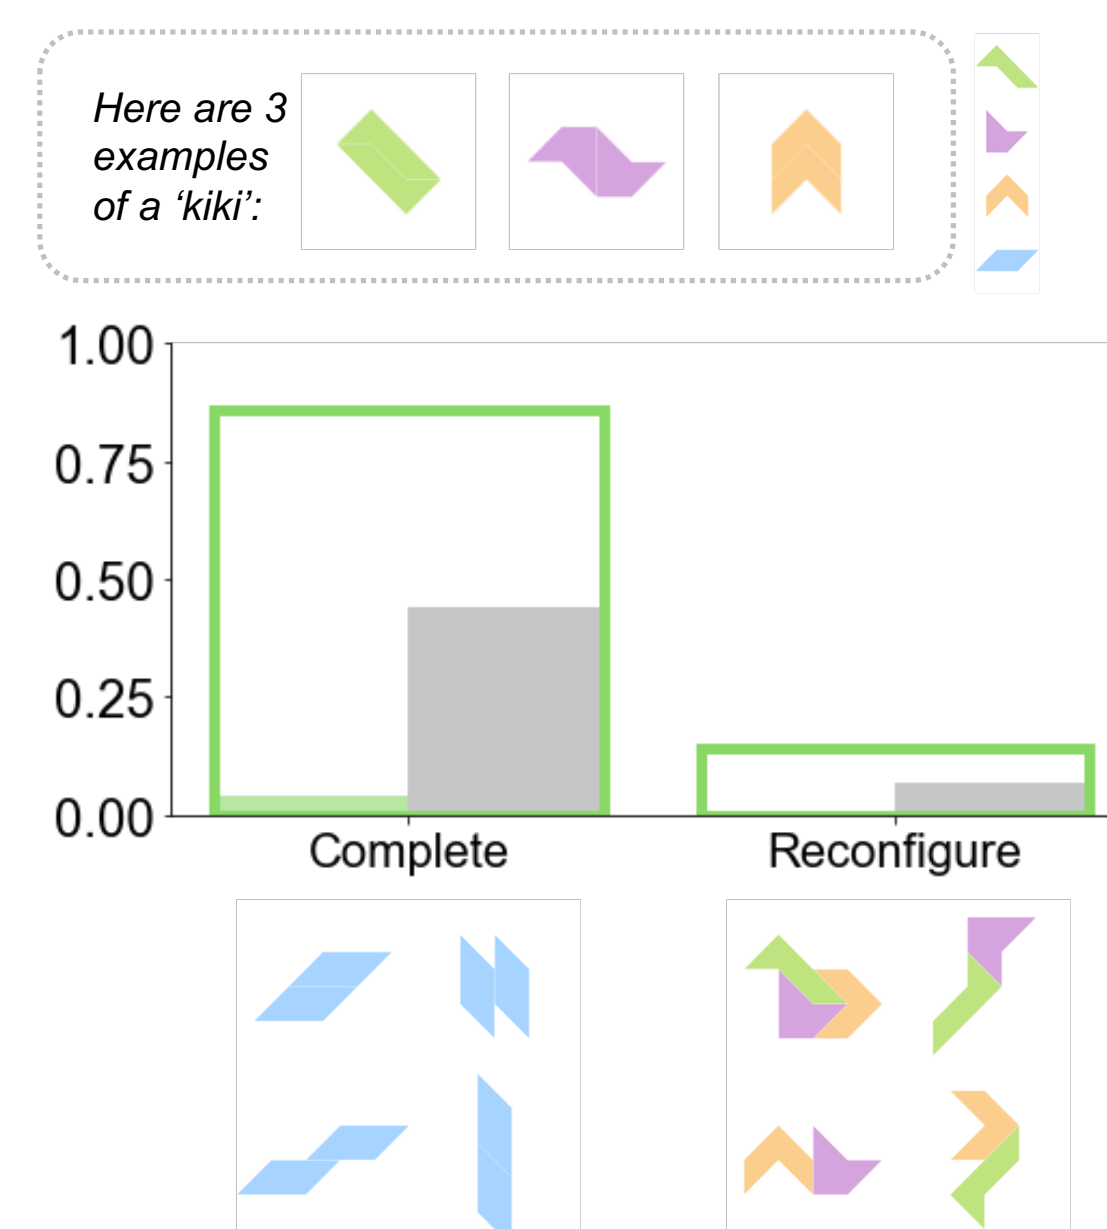 Here are 3
examples
of a ‘kiki’:
1.00
0.75
0.50
0.25
0.00
Complete
Reconfigure